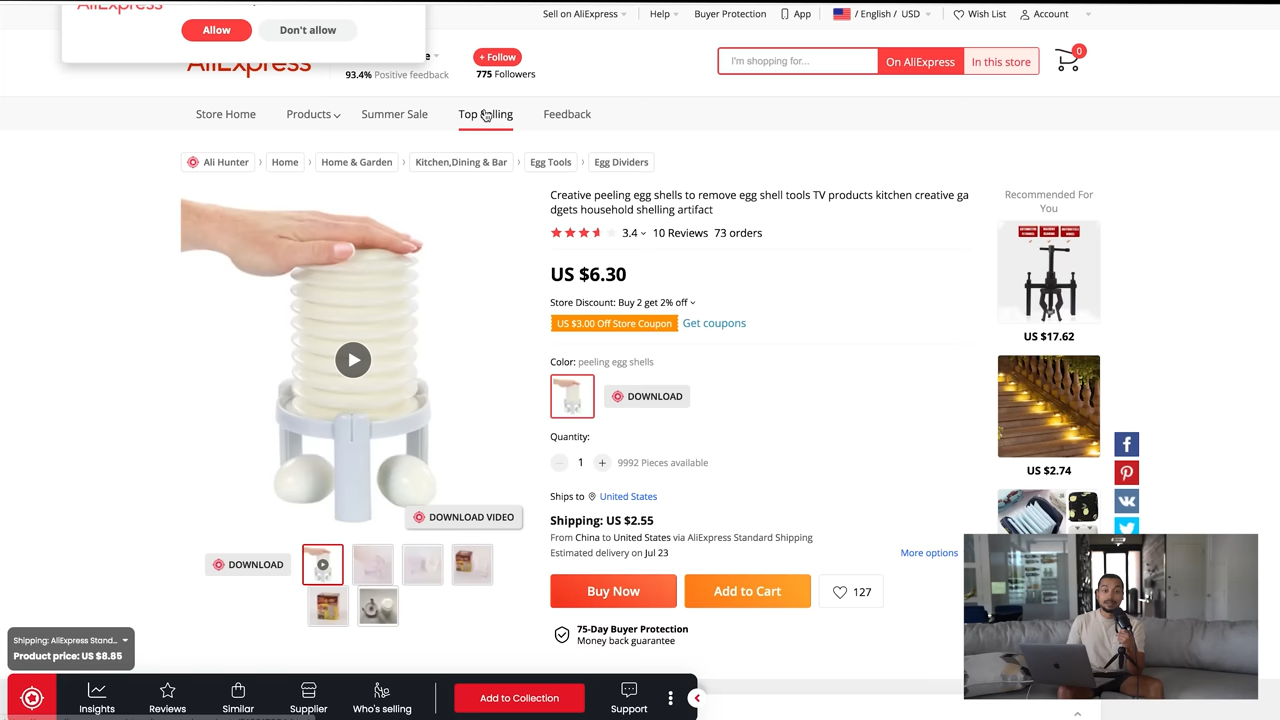 AliExpress
Allow
Don't allow
Sell on AliExpress
Help
Buyer Protection
App
/ English / USD
Wish List
Account
AliExpress
93.4% Positive feedback
+ Follow
775 Followers
I'm shopping for...
On AliExpress
In this store
0
Store Home
Products
Summer Sale
Top Selling
Feedback
Ali Hunter
Home
Home & Garden
Kitchen,Dining & Bar
Egg Tools
Egg Dividers
Creative peeling egg shells to remove egg shell tools TV products kitchen creative ga
dgets household shelling artifact
3.4
10 Reviews
73 orders
US $6.30
Store Discount: Buy 2 get 2% off
US $3.00 Off Store Coupon
Get coupons
Color: peeling egg shells
DOWNLOAD
Quantity:
1
+
9992 Pieces available
Ships to United States
Shipping: US $2.55
From China to United States via AliExpress Standard Shipping
Estimated delivery on Jul 23
More options
Buy Now
Add to Cart
127
75-Day Buyer Protection
Money back guarantee
DOWNLOAD VIDEO
DOWNLOAD
Recommended For
You
US $17.62
US $2.74
Shipping: AliExpress Stand...
Product price: US $8.85
Insights
Reviews
Similar
Supplier
Who's selling
Add to Collection
Support